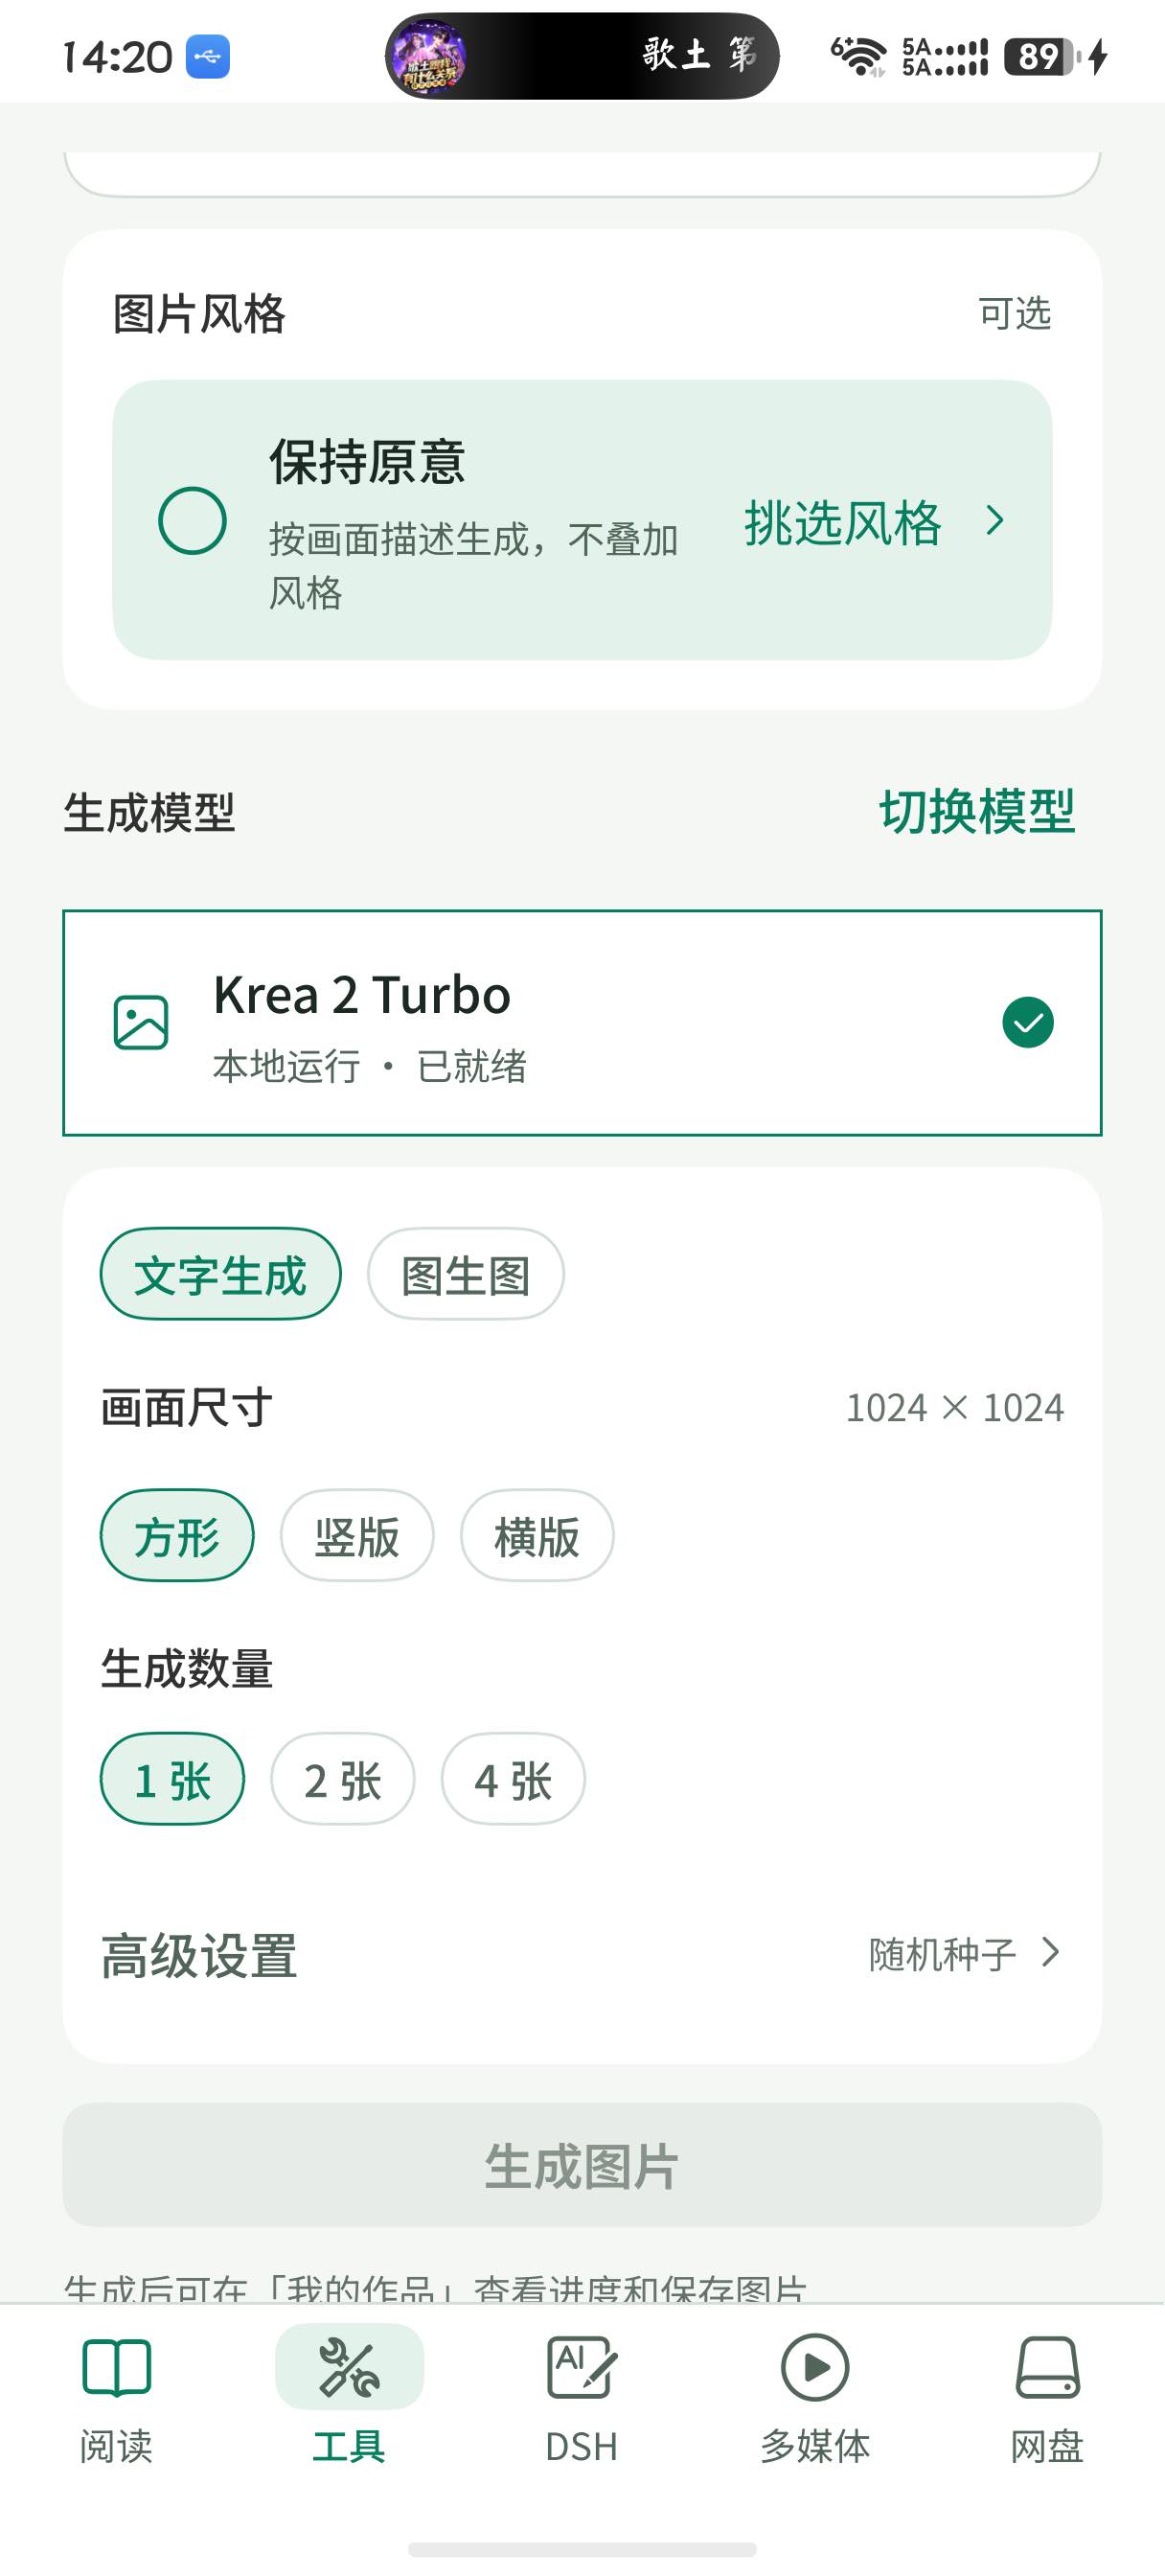 14:20
歌土 第
5A
5A
89
图片风格
可选
保持原意
按画面描述生成，不叠加
风格
挑选风格
生成模型
切换模型
Krea 2 Turbo
本地运行 · 已就绪
文字生成
图生图
画面尺寸
1024 × 1024
方形
竖版
横版
生成数量
1 张
2 张
4 张
高级设置
随机种子
生成图片
生成后可在「我的作品」查看进度和保存图片
阅读
工具
AI
DSH
多媒体
网盘